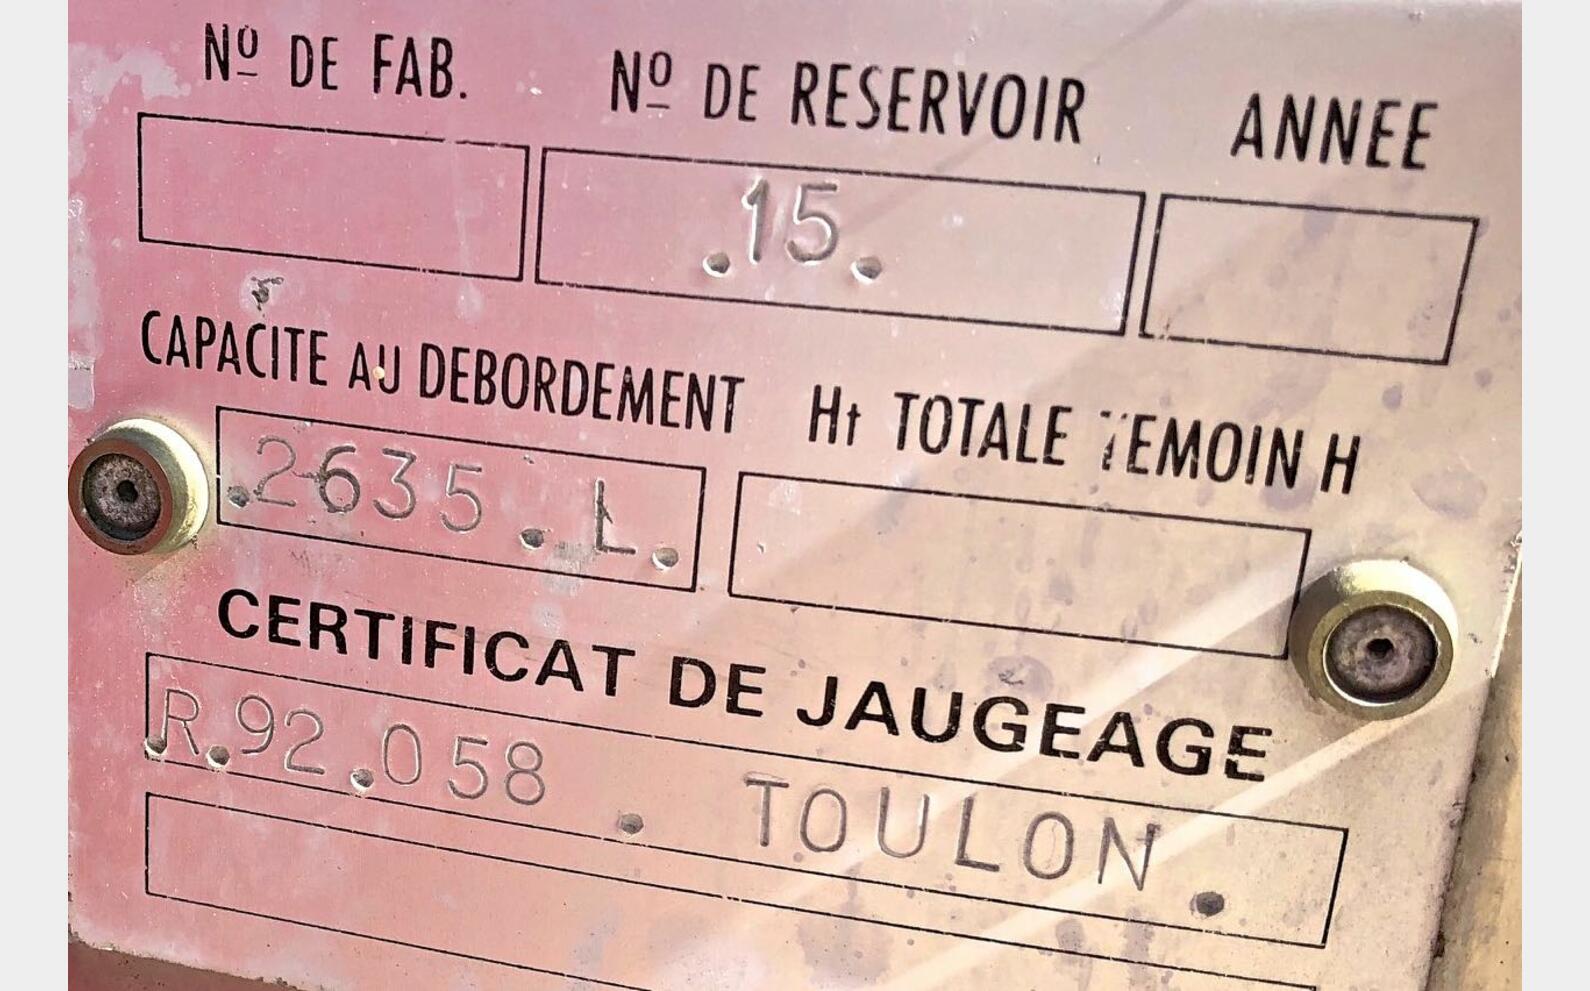 Nº DE FAB. Nº DE RESERVOIR ANNEE
.15.
CAPACITE AU DEBORDEMENT Ht TOTALE TEMOIN H
.2635.L.
CERTIFICAT DE JAUGEAGE
.R.92.058. TOULON.